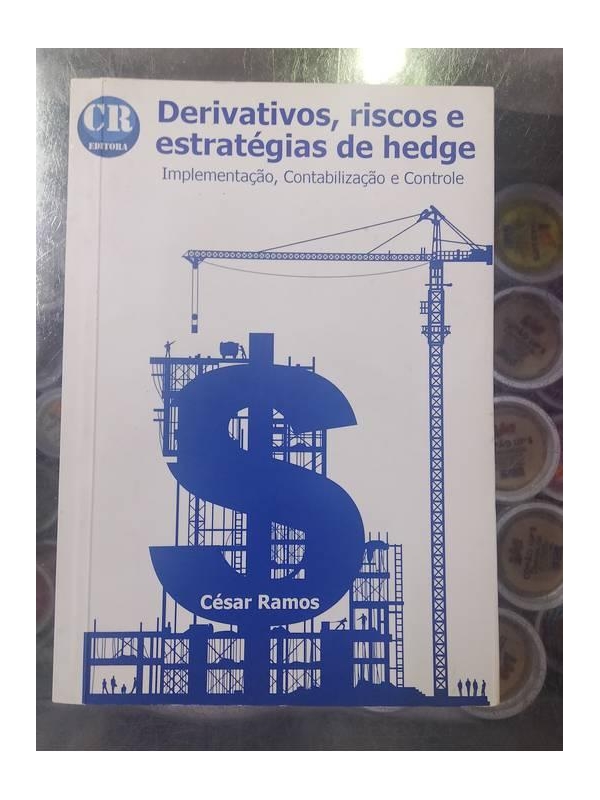 CR
EDITORA
Derivativos, riscos e
estratégias de hedge
Implementação, Contabilização e Controle
César Ramos